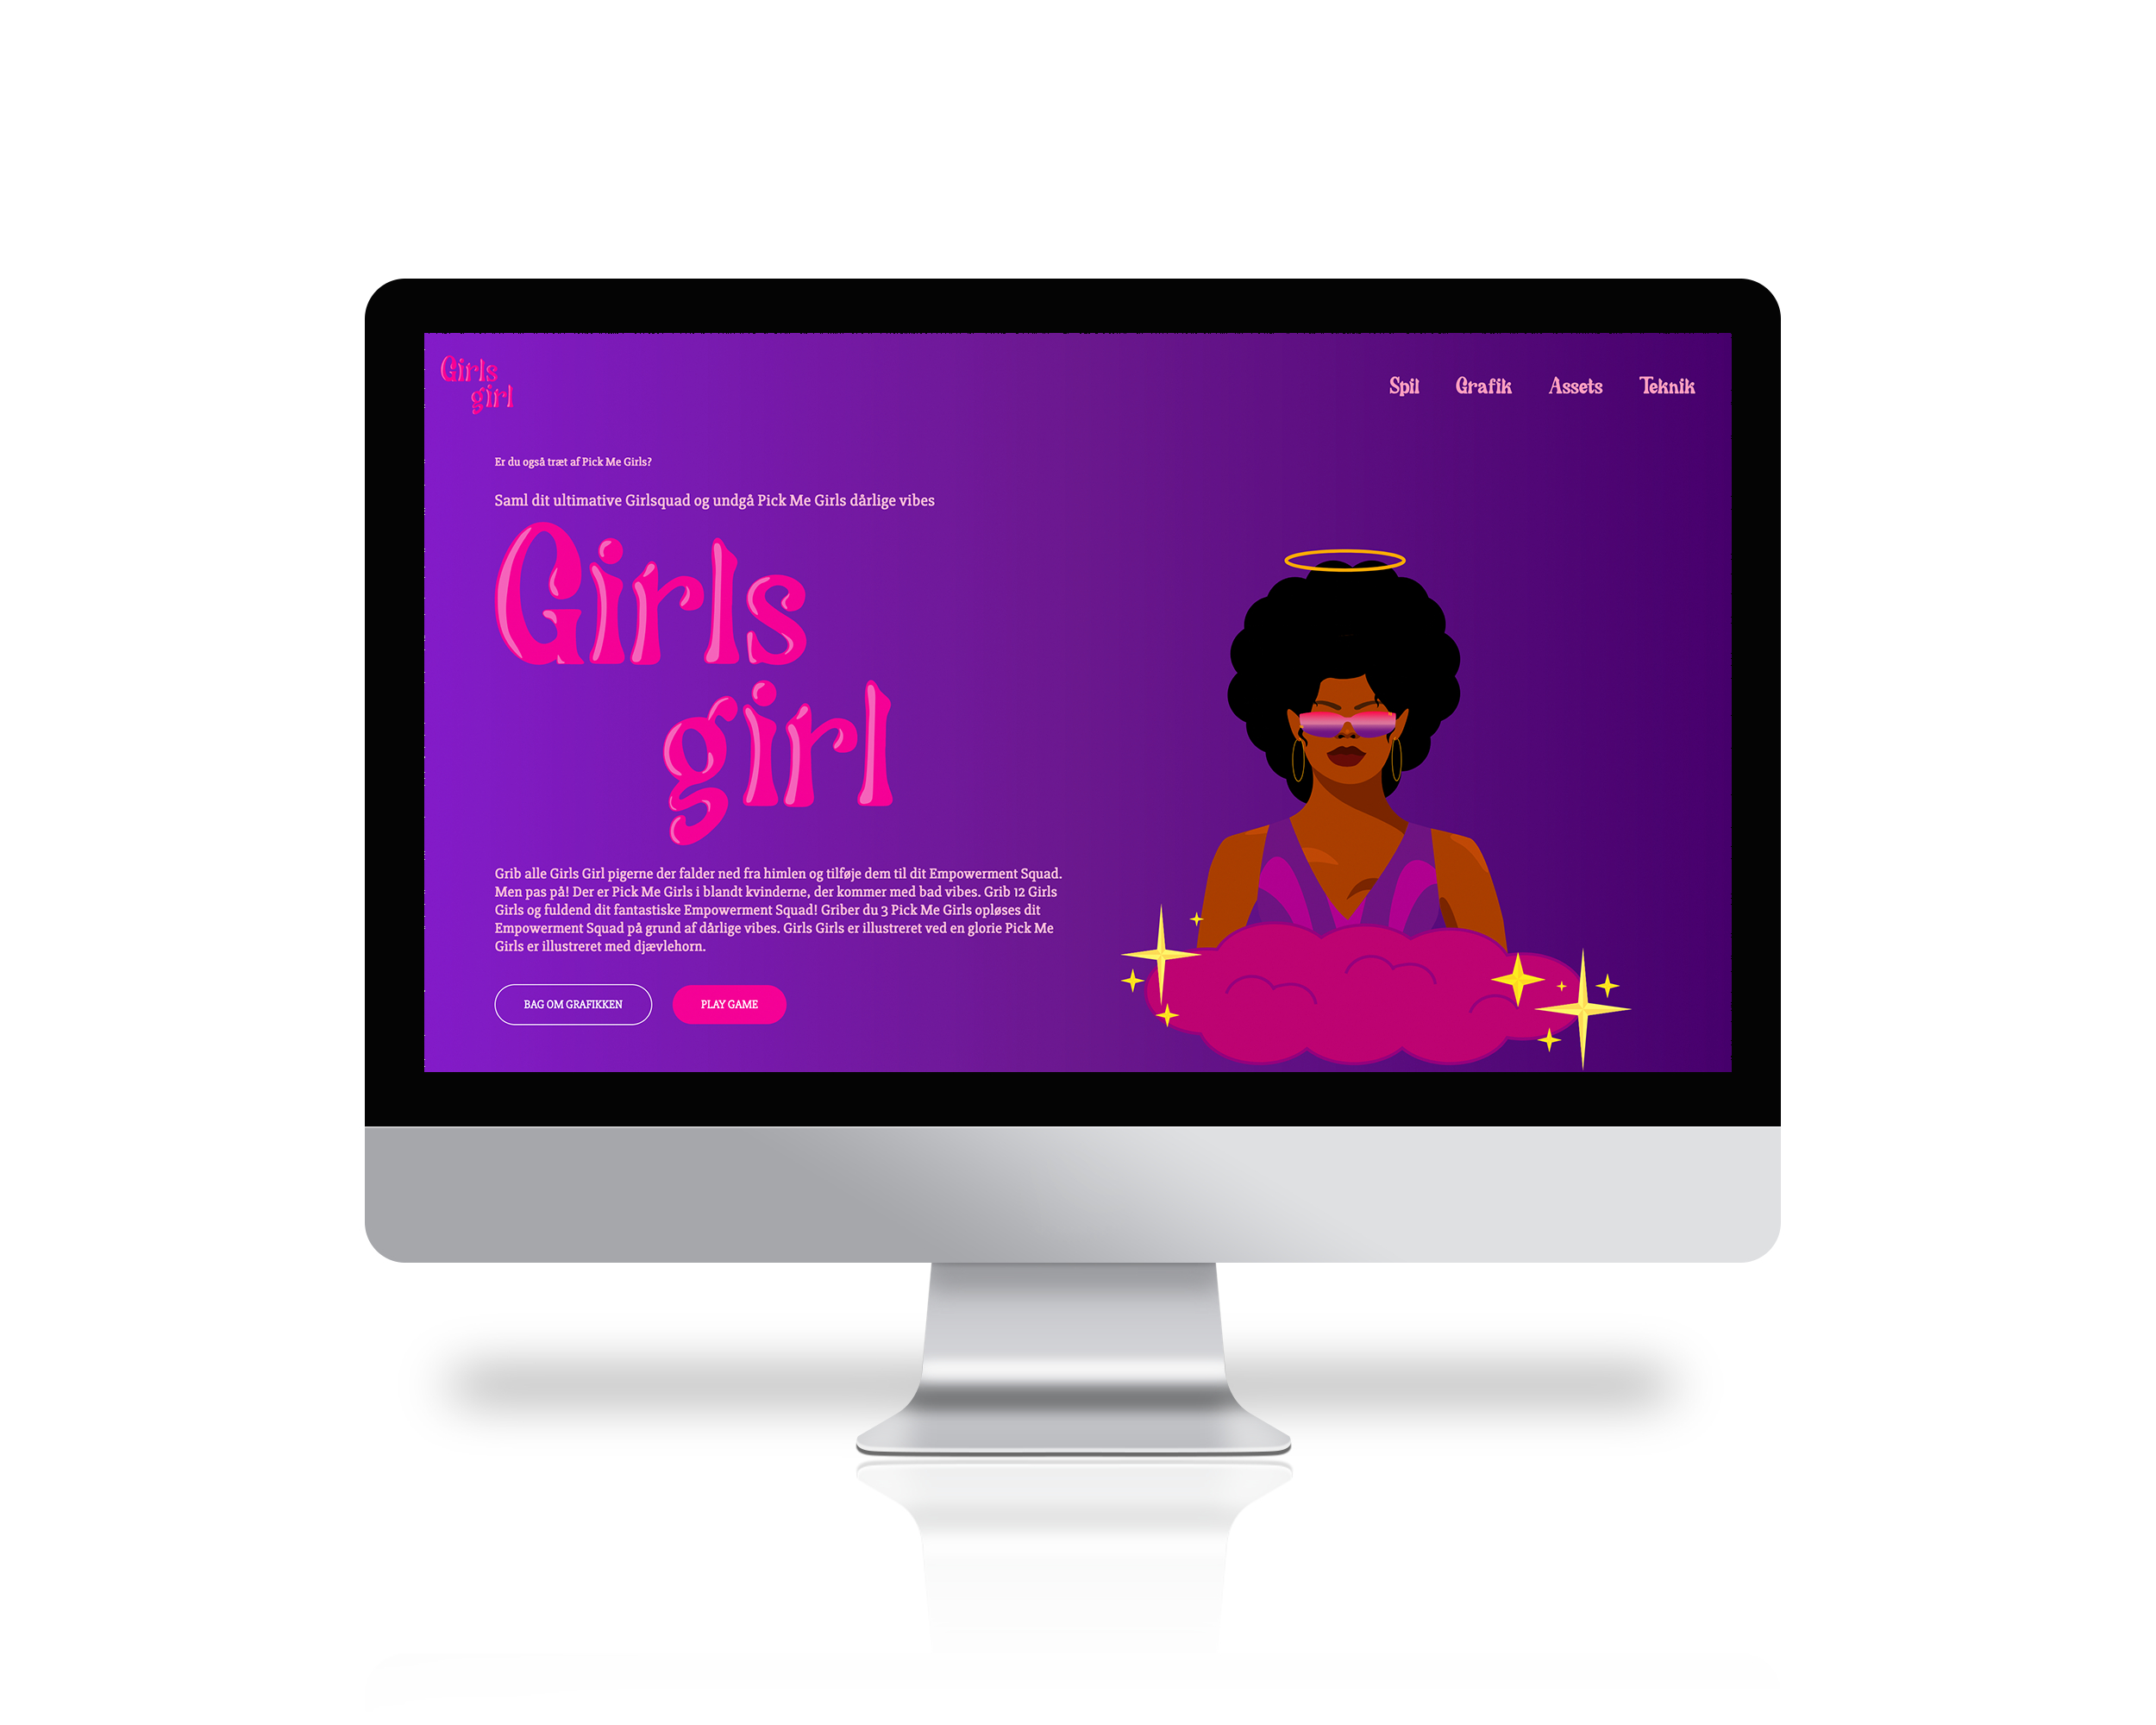 Girls
girl
Spil Grafik Assets Teknik
Er du også træt af Pick Me Girls?
Saml dit ultimative Girlsquad og undgå Pick Me Girls dårlige vibes
Girls
girl
Grib alle Girls Girl pigerne der falder ned fra himlen og tilføje dem til dit Empowerment Squad.
Men pas på! Der er Pick Me Girls i blandt kvinderne, der kommer med bad vibes. Grib 12 Girls
Girls og fuldend dit fantastiske Empowerment Squad! Griber du 3 Pick Me Girls opløses dit
Empowerment Squad på grund af dårlige vibes. Girls Girls er illustreret ved en glorie Pick Me
Girls er illustreret med djævlehorn.
BAG OM GRAFIKKEN PLAY GAME